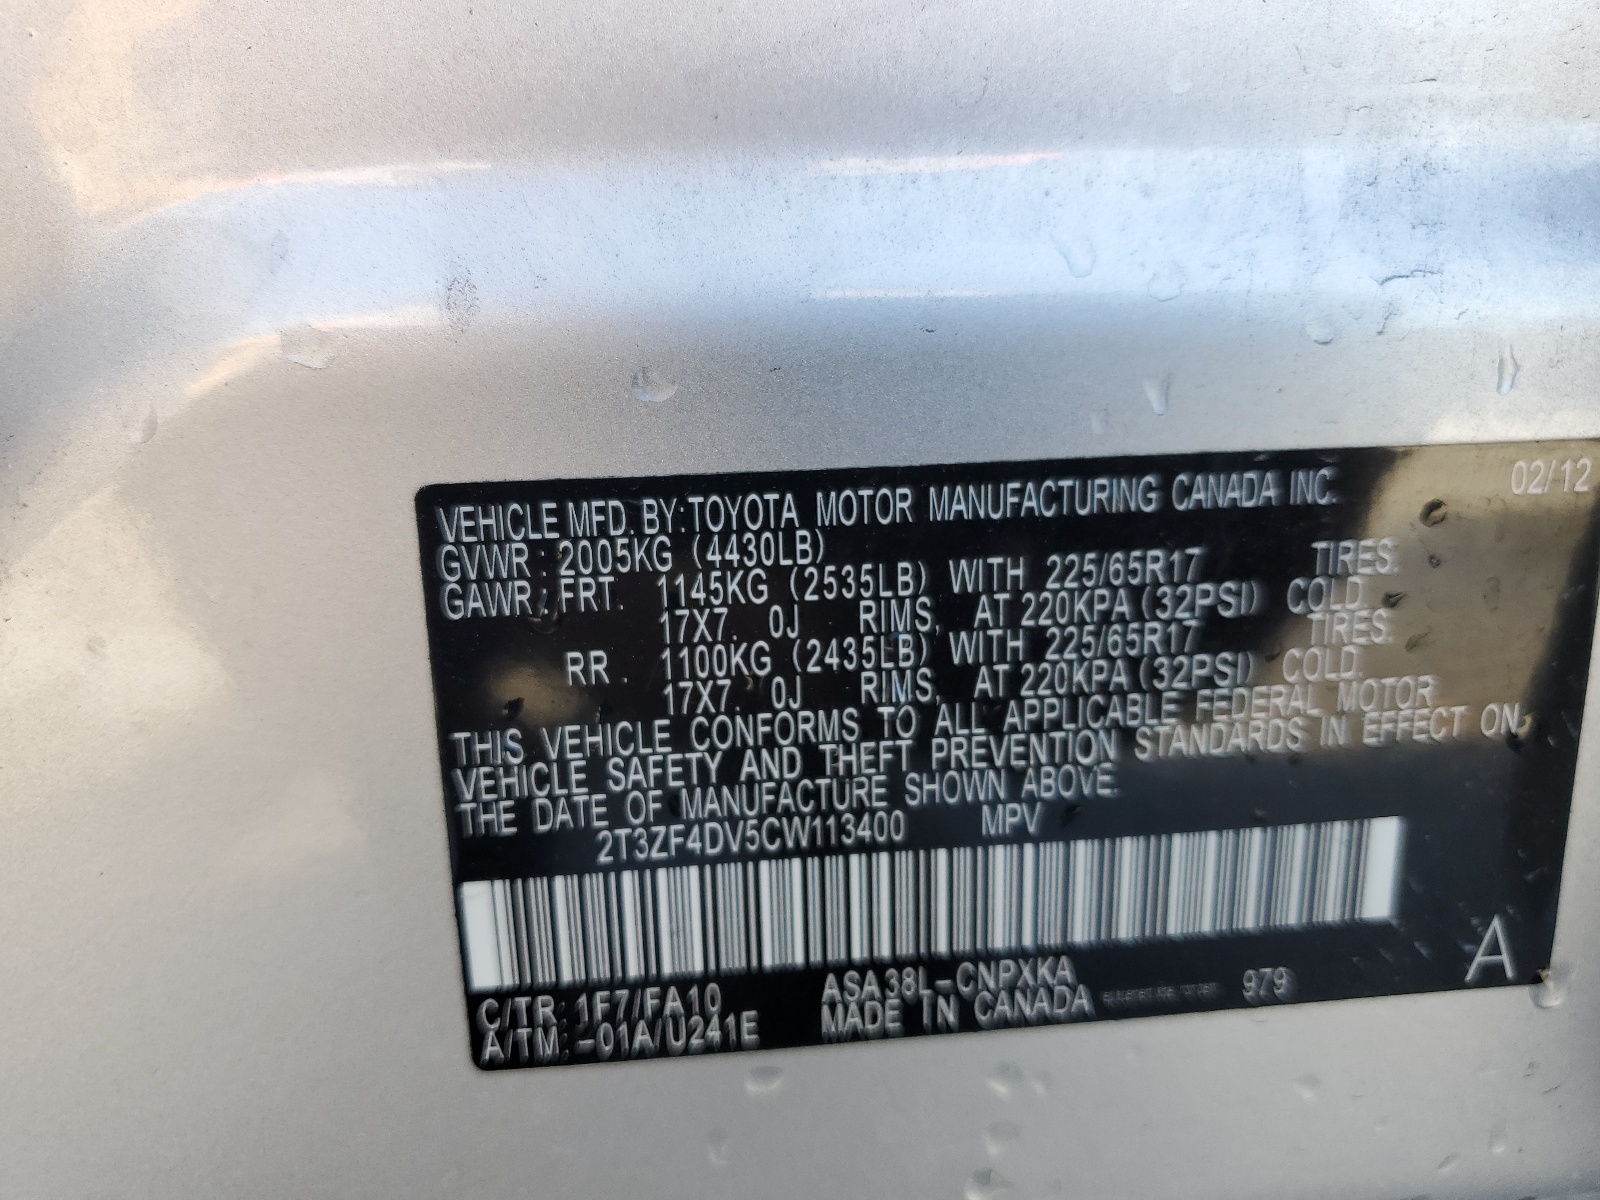 VEHICLE MFD. BY: TOYOTA MOTOR MANUFACTURING CANADA INC. 02/12
GVWR : 2005KG (4430LB)
GAWR : FRT. 1145KG (2535LB) WITH 225/65R17 TIRES.
17X7. 0J RIMS, AT 220KPA (32PSI) COLD.
RR . 1100KG (2435LB) WITH 225/65R17 TIRES.
17X7. 0J RIMS, AT 220KPA (32PSI) COLD.
THIS VEHICLE CONFORMS TO ALL APPLICABLE FEDERAL MOTOR
VEHICLE SAFETY AND THEFT PREVENTION STANDARDS IN EFFECT ON
THE DATE OF MANUFACTURE SHOWN ABOVE.
2T3ZF4DV5CW113400 MPV
C/TR: 1F7/FA10 ASA38L-CNPXKA
A/TM: -01A/U241E MADE IN CANADA 979 A